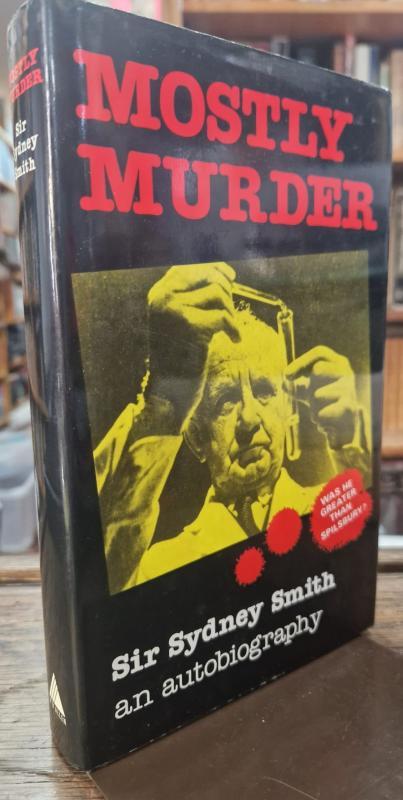 MOSTLY
MURDER
Sir
Sydney
Smith
MOSTLY
MURDER
WAS HE
GREATER
THAN
SPILSBURY?
Sir Sydney Smith
an autobiography